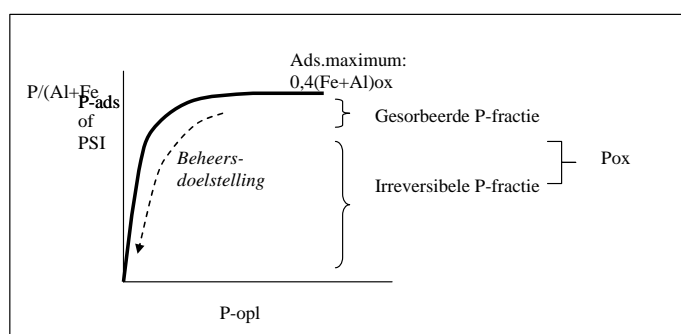 Ads.maximum:
0,4(Fe+Al)ox
P/(Al+Fe
P-ads
of
PSI
Gesorbeerde P-fractie
Beheers-
doelstelling
Pox
Irreversibele P-fractie
P-opl